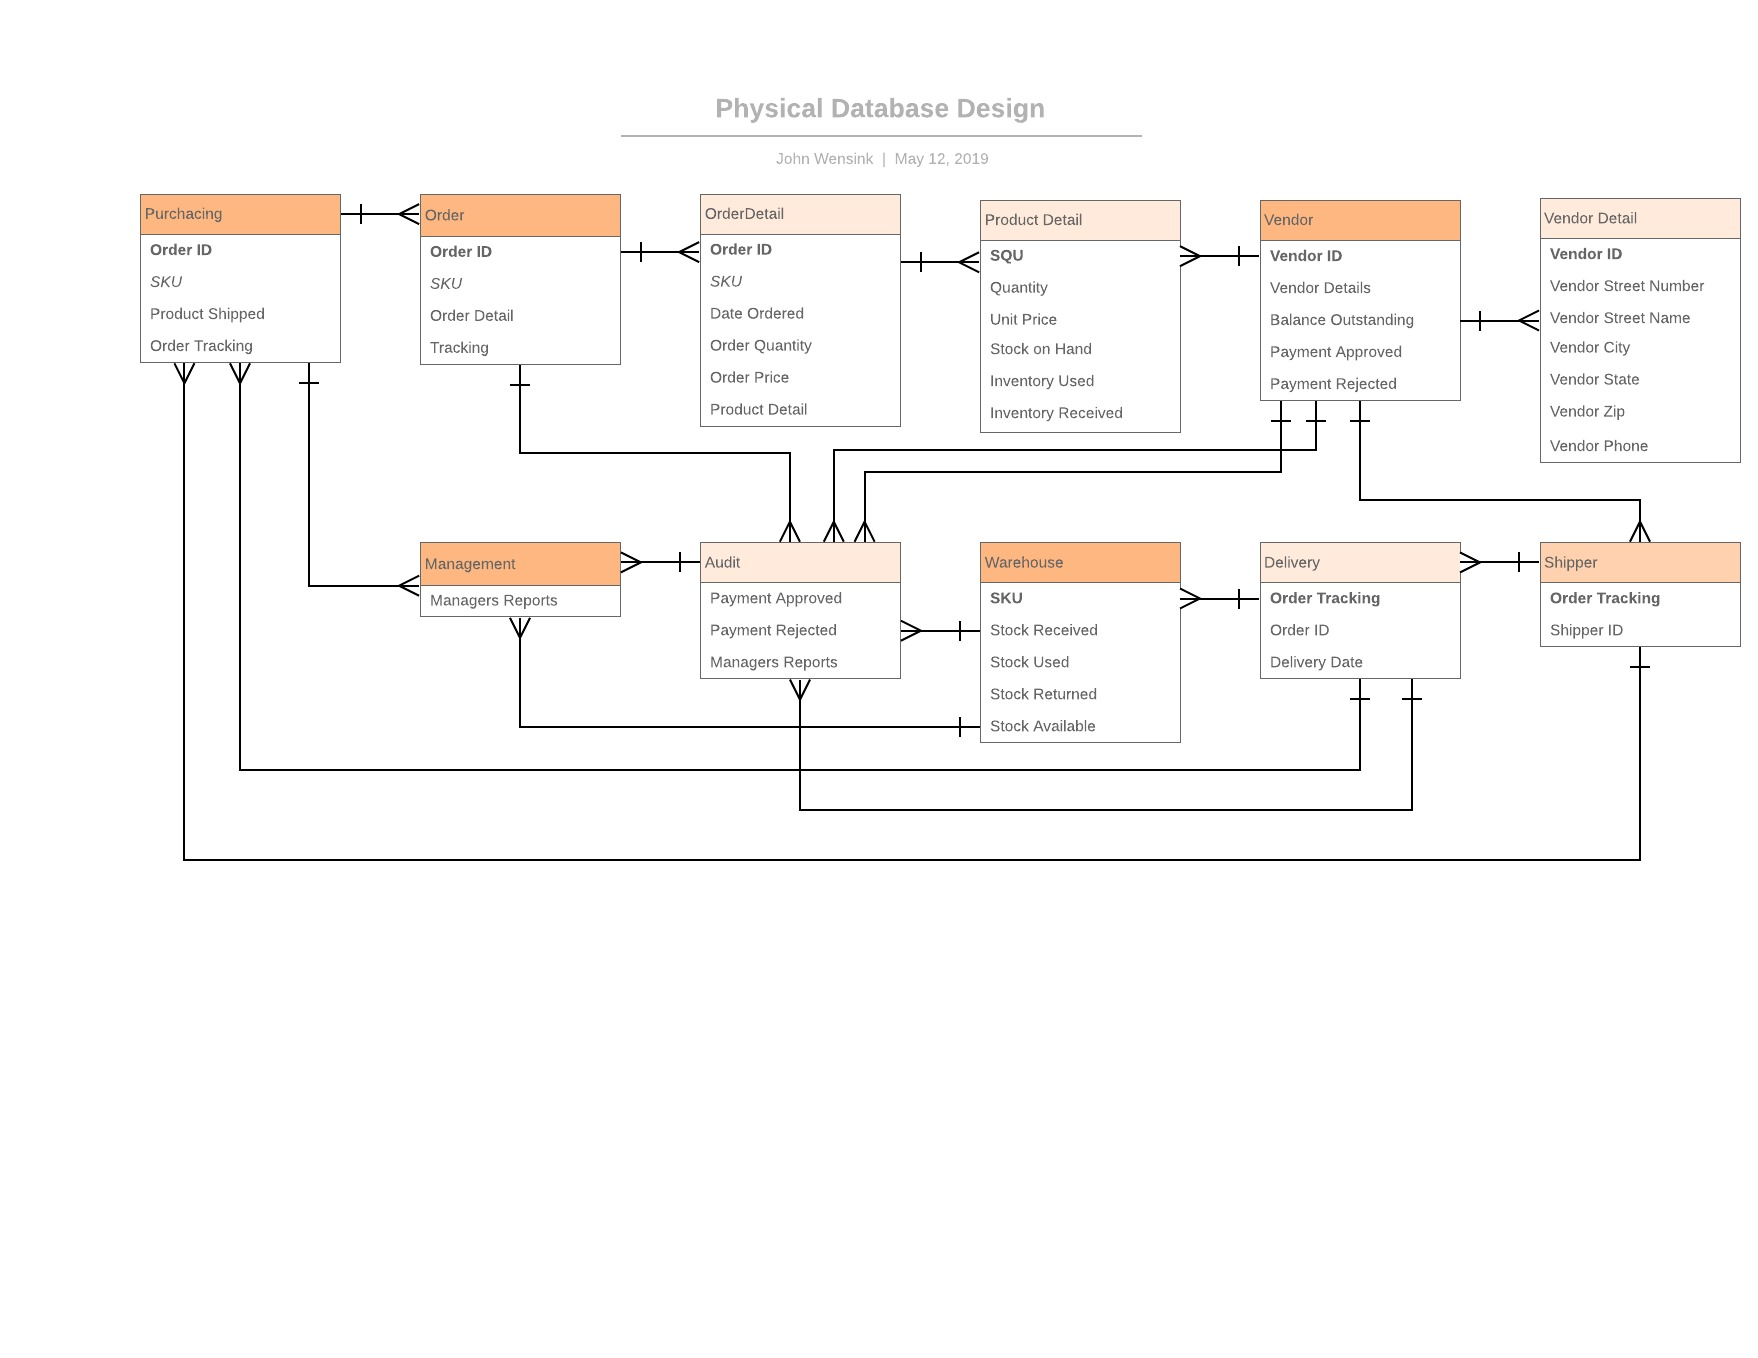 Physical Database Design
John Wensink | May 12, 2019
Purchacing
Order ID
SKU
Product Shipped
Order Tracking
Order
Order ID
SKU
Order Detail
Tracking
OrderDetail
Order ID
SKU
Date Ordered
Order Quantity
Order Price
Product Detail
Product Detail
SQU
Quantity
Unit Price
Stock on Hand
Inventory Used
Inventory Received
Vendor
Vendor ID
Vendor Details
Balance Outstanding
Payment Approved
Payment Rejected
Vendor Detail
Vendor ID
Vendor Street Number
Vendor Street Name
Vendor City
Vendor State
Vendor Zip
Vendor Phone
Management
Managers Reports
Audit
Payment Approved
Payment Rejected
Managers Reports
Warehouse
SKU
Stock Received
Stock Used
Stock Returned
Stock Available
Delivery
Order Tracking
Order ID
Delivery Date
Shipper
Order Tracking
Shipper ID